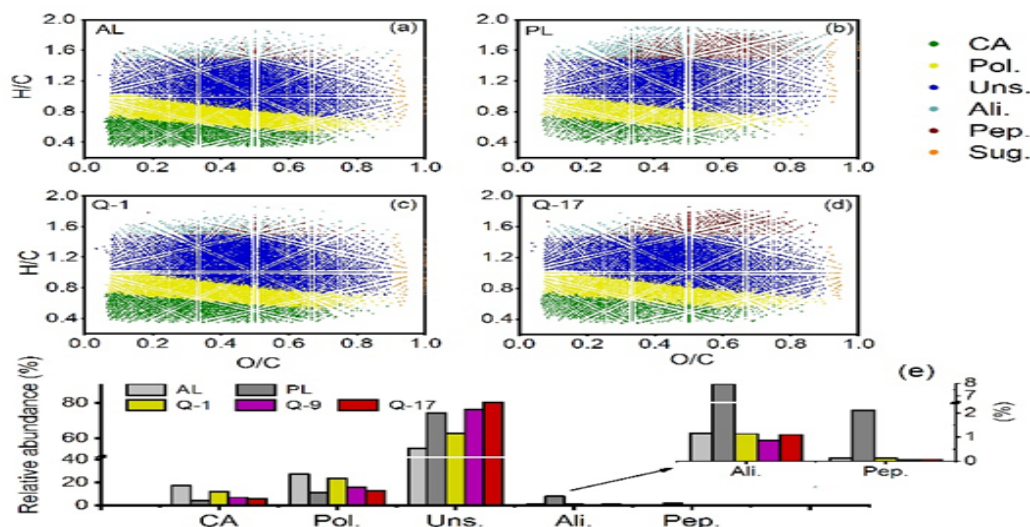 AL
(a)
PL
(b)
H/C
2.0
1.6
1.2
0.8
0.4
0.0 0.2 0.4 0.6 0.8 1.0
2.0
1.6
1.2
0.8
0.4
0.0 0.2 0.4 0.6 0.8 1.0
CA
Pol.
Uns.
Ali.
Pep.
Sug.
Q-1
(c)
Q-17
(d)
H/C
2.0
1.6
1.2
0.8
0.4
0.0 0.2 0.4 0.6 0.8 1.0
O/C
2.0
1.6
1.2
0.8
0.4
0.0 0.2 0.4 0.6 0.8 1.0
O/C
(e)
Relative abundance (%)
80
60
40
20
0
AL PL
Q-1 Q-9 Q-17
8
7
2
1
0
(%)
Ali. Pep.
CA Pol. Uns. Ali. Pep.